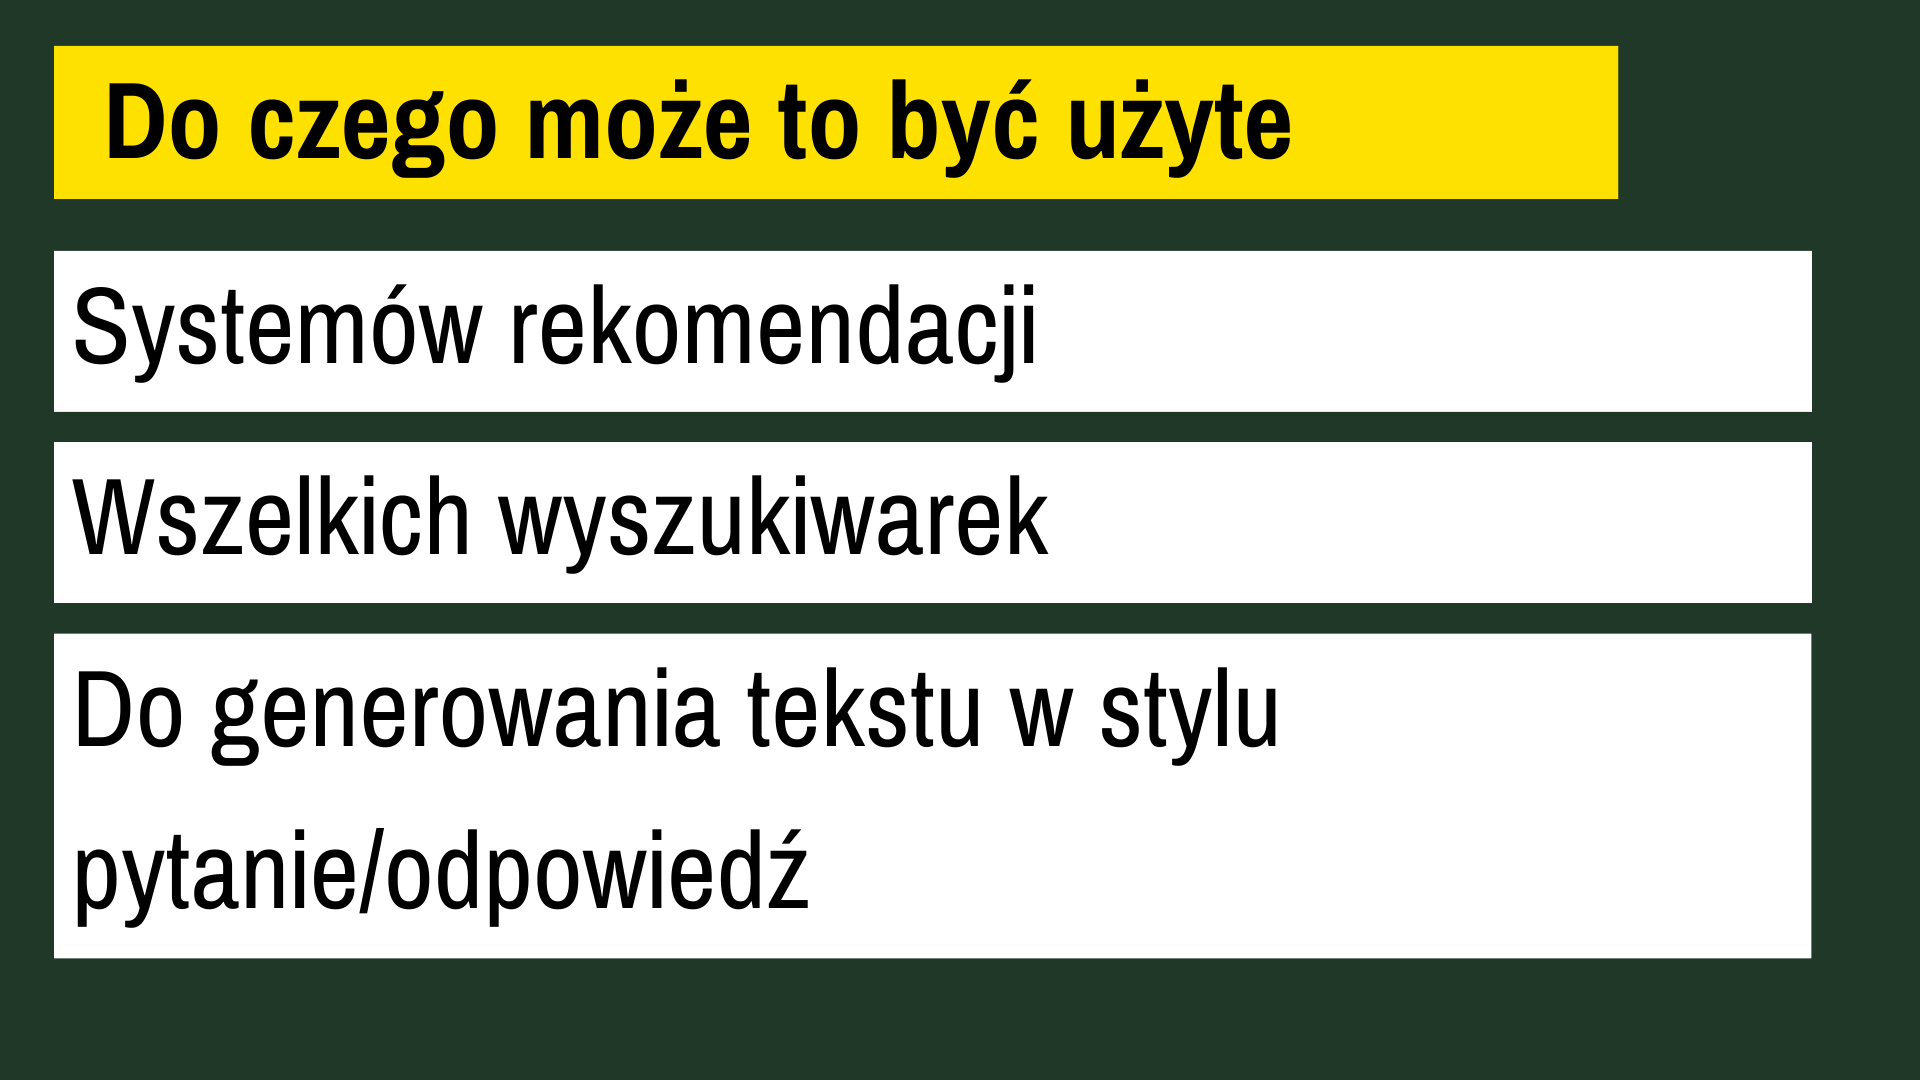 Do czego może to być użyte
Systemów rekomendacji
Wszelkich wyszukiwarek
Do generowania tekstu w stylu
pytanie/odpowiedź